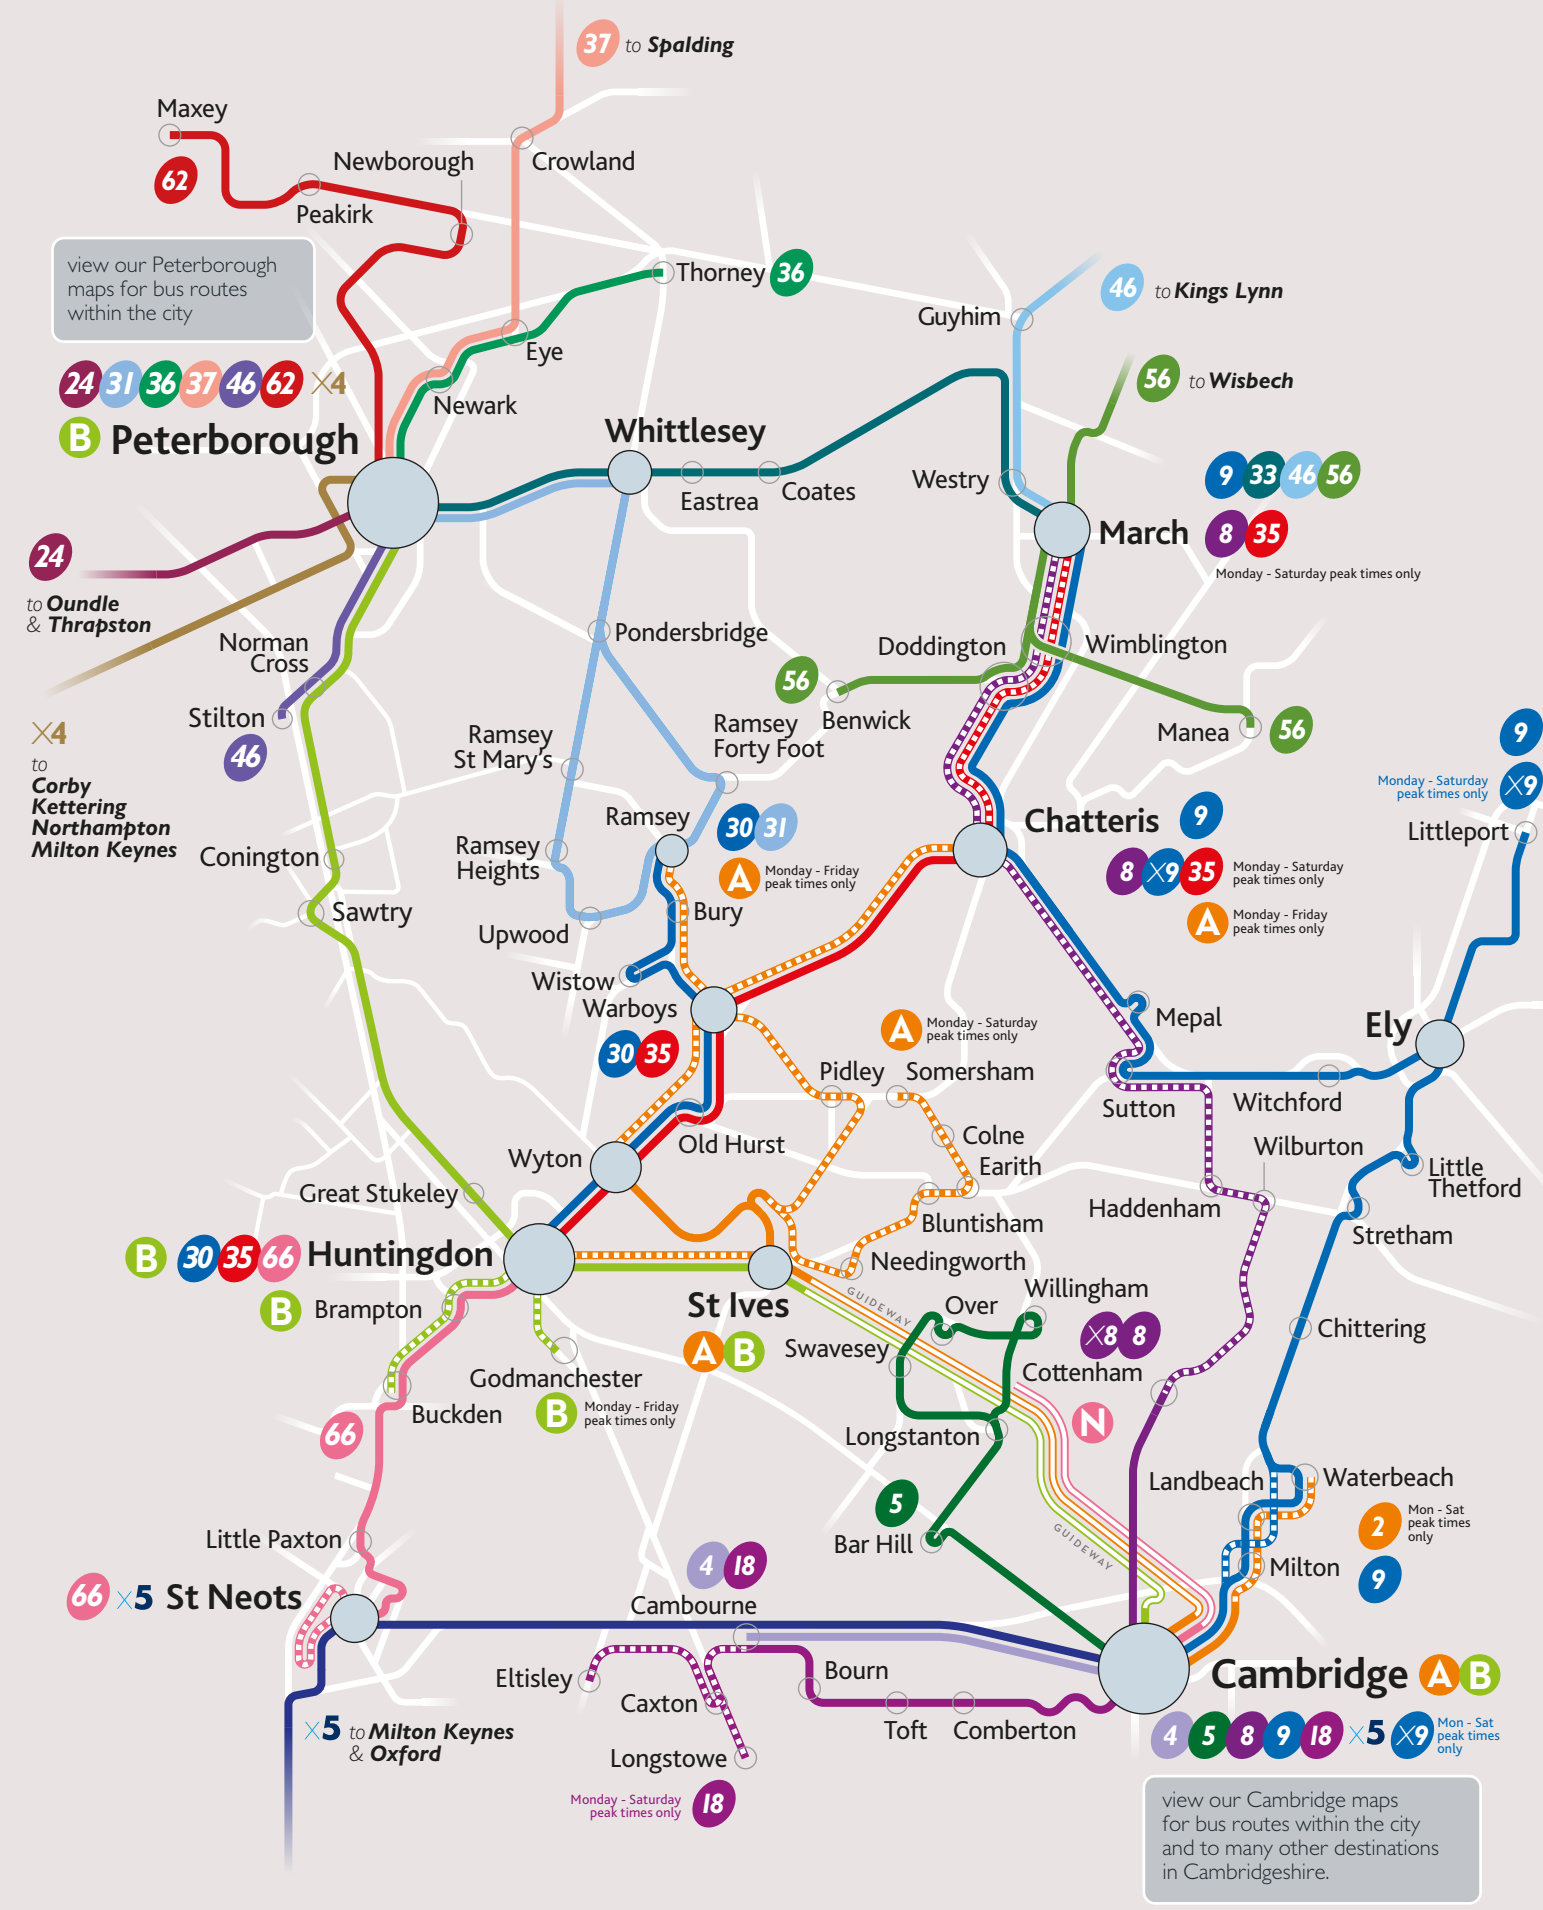 37 to Spalding
Maxey
Newborough
Crowland
62
Peakirk
view our Peterborough
maps for bus routes
within the city
Thorney 36
46 to Kings Lynn
Guyhim
Eye
24 31 36 37 46 62 X4
Newark
56 to Wisbech
B Peterborough
Whittlesey
Westry
Eastrea
Coates
9 33 46 56
March 8 35
Monday - Saturday peak times only
24
to Oundle
& Thrapston
Norman
Cross
Pondersbridge
Doddington
Wimblington
56
Stilton
46
Benwick
Manea 56
Ramsey
St Mary's
Ramsey
Forty Foot
X4
to
Corby
Kettering
Northampton
Milton Keynes
9
Monday - Saturday
peak times only
X9
Littleport
Ramsey
30 31
A Monday - Friday
peak times only
Chatteris 9
8 X9 35 Monday - Saturday
peak times only
A Monday - Friday
peak times only
Conington
Ramsey
Heights
Sawtry
Bury
Upwood
Wistow
Warboys
30 35
A Monday - Saturday
peak times only
Mepal
Ely
Pidley
Somersham
Sutton
Witchford
Colne
Old Hurst
Wyton
Earith
Wilburton
Little
Thetford
Great Stukeley
Haddenham
Bluntisham
Stretham
B 30 35 66 Huntingdon
Needingworth
B Brampton
St Ives
A B
GUIDEWAY
Willingham
Over
X8 8
Swavesey
Chittering
Cottenham
Godmanchester
B Monday - Friday
peak times only
Buckden
66
N
Longstanton
Landbeach
Waterbeach
5
2 Mon - Sat
peak times
only
Bar Hill
GUIDEWAY
Little Paxton
Milton 9
4 18
Cambourne
66 X5 St Neots
Eltisley
Bourn
Cambridge A B
Caxton
Toft
Comberton
4 5 8 9 18 X5 X9 Mon - Sat
peak times
only
X5 to Milton Keynes
& Oxford
Longstowe
Monday - Saturday
peak times only
18
view our Cambridge maps
for bus routes within the city
and to many other destinations
in Cambridgeshire.